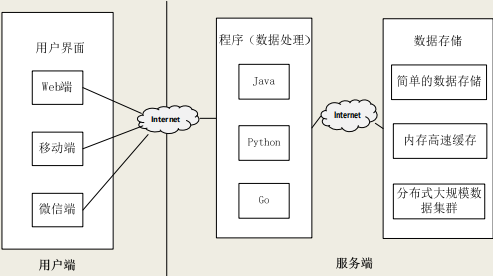 用户界面
Web端
移动端
微信端
用户端
Internet
程序（数据处理）
Java
Python
Go
Internet
数据存储
简单的数据存储
内存高速缓存
分布式大规模数
据集群
服务端